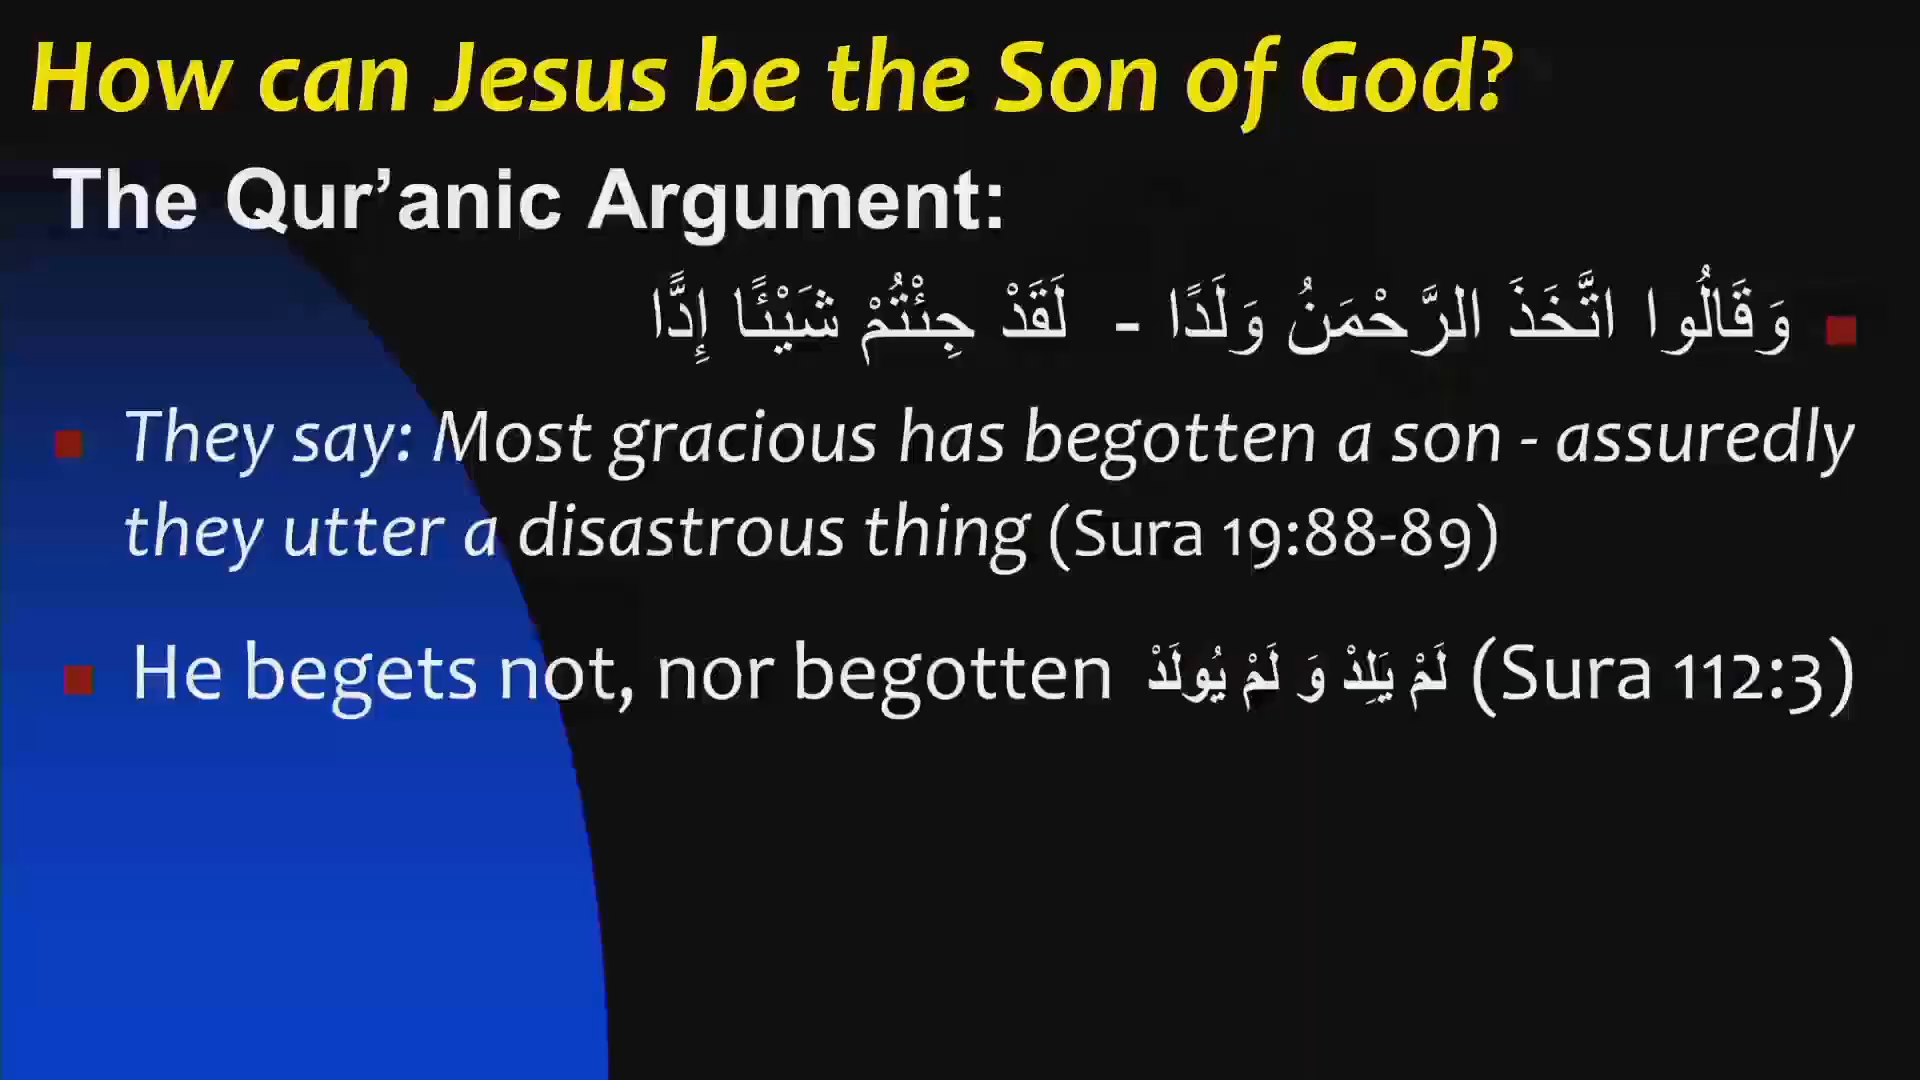 How can Jesus be the Son of God?
The Qur’anic Argument:
وَقَالُوا اتَّخَذَ الرَّحْمَنُ وَلَدًا - لَقَدْ جِئْتُمْ شَيْئًا إِدًّا
They say: Most gracious has begotten a son - assuredly
they utter a disastrous thing (Sura 19:88-89)
He begets not, nor begotten لَمْ يَلِدْ وَ لَمْ يُولَدْ (Sura 112:3)